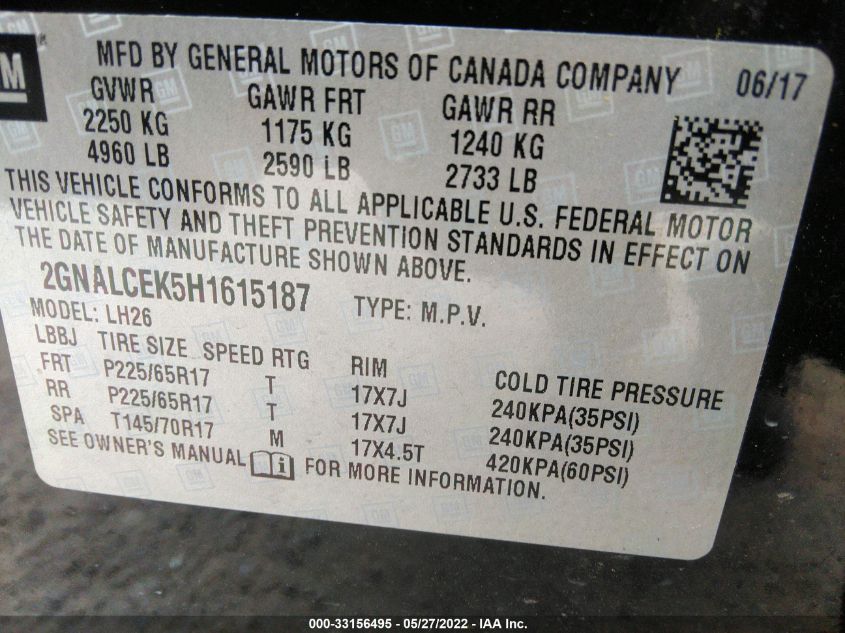 GM
MFD BY GENERAL MOTORS OF CANADA COMPANY 06/17
GVWR GAWR FRT GAWR RR
2250 KG 1175 KG 1240 KG
4960 LB 2590 LB 2733 LB
THIS VEHICLE CONFORMS TO ALL APPLICABLE U.S. FEDERAL MOTOR
VEHICLE SAFETY AND THEFT PREVENTION STANDARDS IN EFFECT ON
THE DATE OF MANUFACTURE SHOWN ABOVE.
2GNALCEK5H1615187 TYPE: M.P.V.
MODEL: LH26
LBBJ TIRE SIZE SPEED RTG RIM COLD TIRE PRESSURE
FRT P225/65R17 T 17X7J 240KPA(35PSI)
RR P225/65R17 T 17X7J 240KPA(35PSI)
SPA T145/70R17 M 17X4.5T 420KPA(60PSI)
SEE OWNER'S MANUAL i FOR MORE INFORMATION.
000-33156495 - 05/27/2022 - IAA Inc.